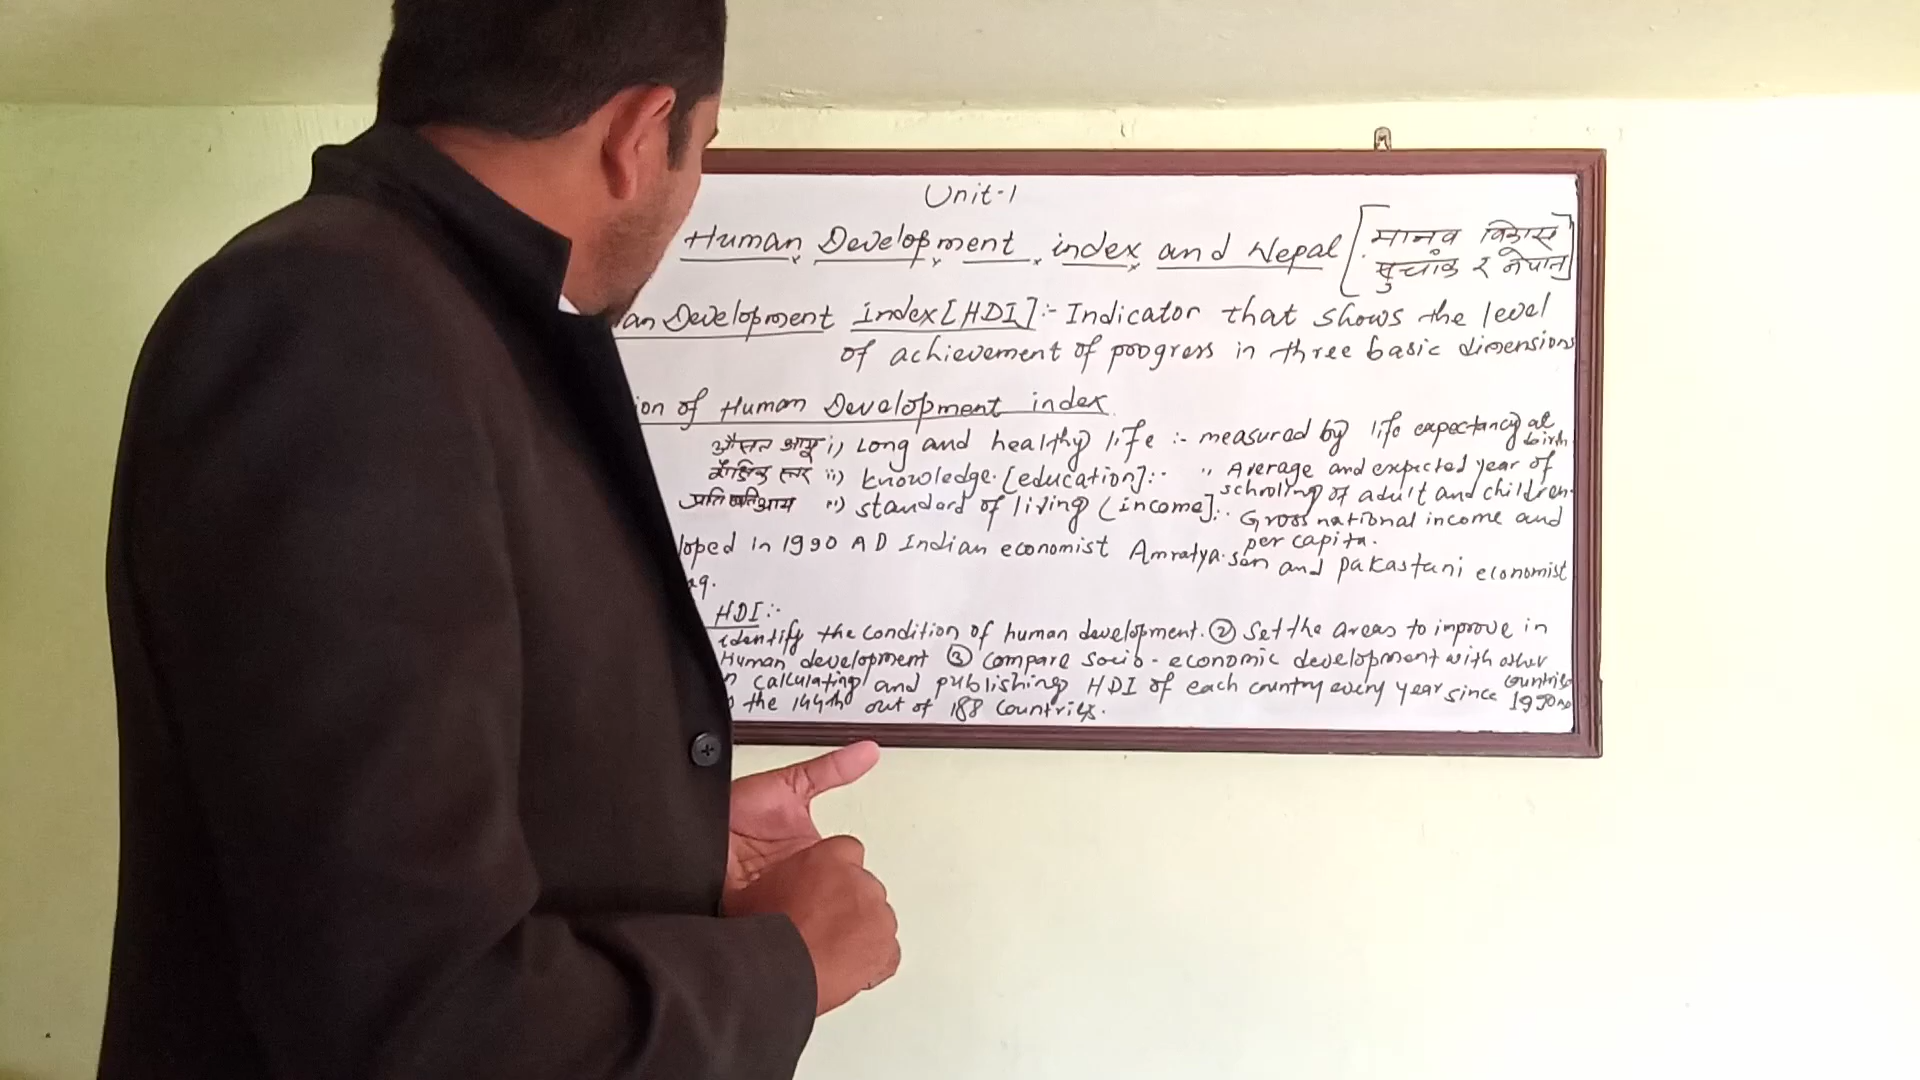 Unit-1
Human Development index and Nepal [मानव विकास
सुचांक र नेपाल]
an Development index [HDI] :- Indicator that shows the level
of achievement of progress in three basic dimensions
ion of Human Development index
औसत आयू i) Long and healthy life :- measured by life expectancy at
birth
शैक्षिक स्तर ii) knowledge [education] :- " Average and expected year of
schooling of adult and children.
प्रति व्यक्ति आय iii) standard of living (income] :- Gross national income and
per capita.
loped in 1990 AD Indian economist Amratya sen and pakastani economist
aq.
HDI :-
identify the condition of human development. ② Set the areas to improve in
Human development ③ compare socio-economic development with other
countries
n calculating and publishing HDI of each country every year since 1990
the 144th out of 188 countries.